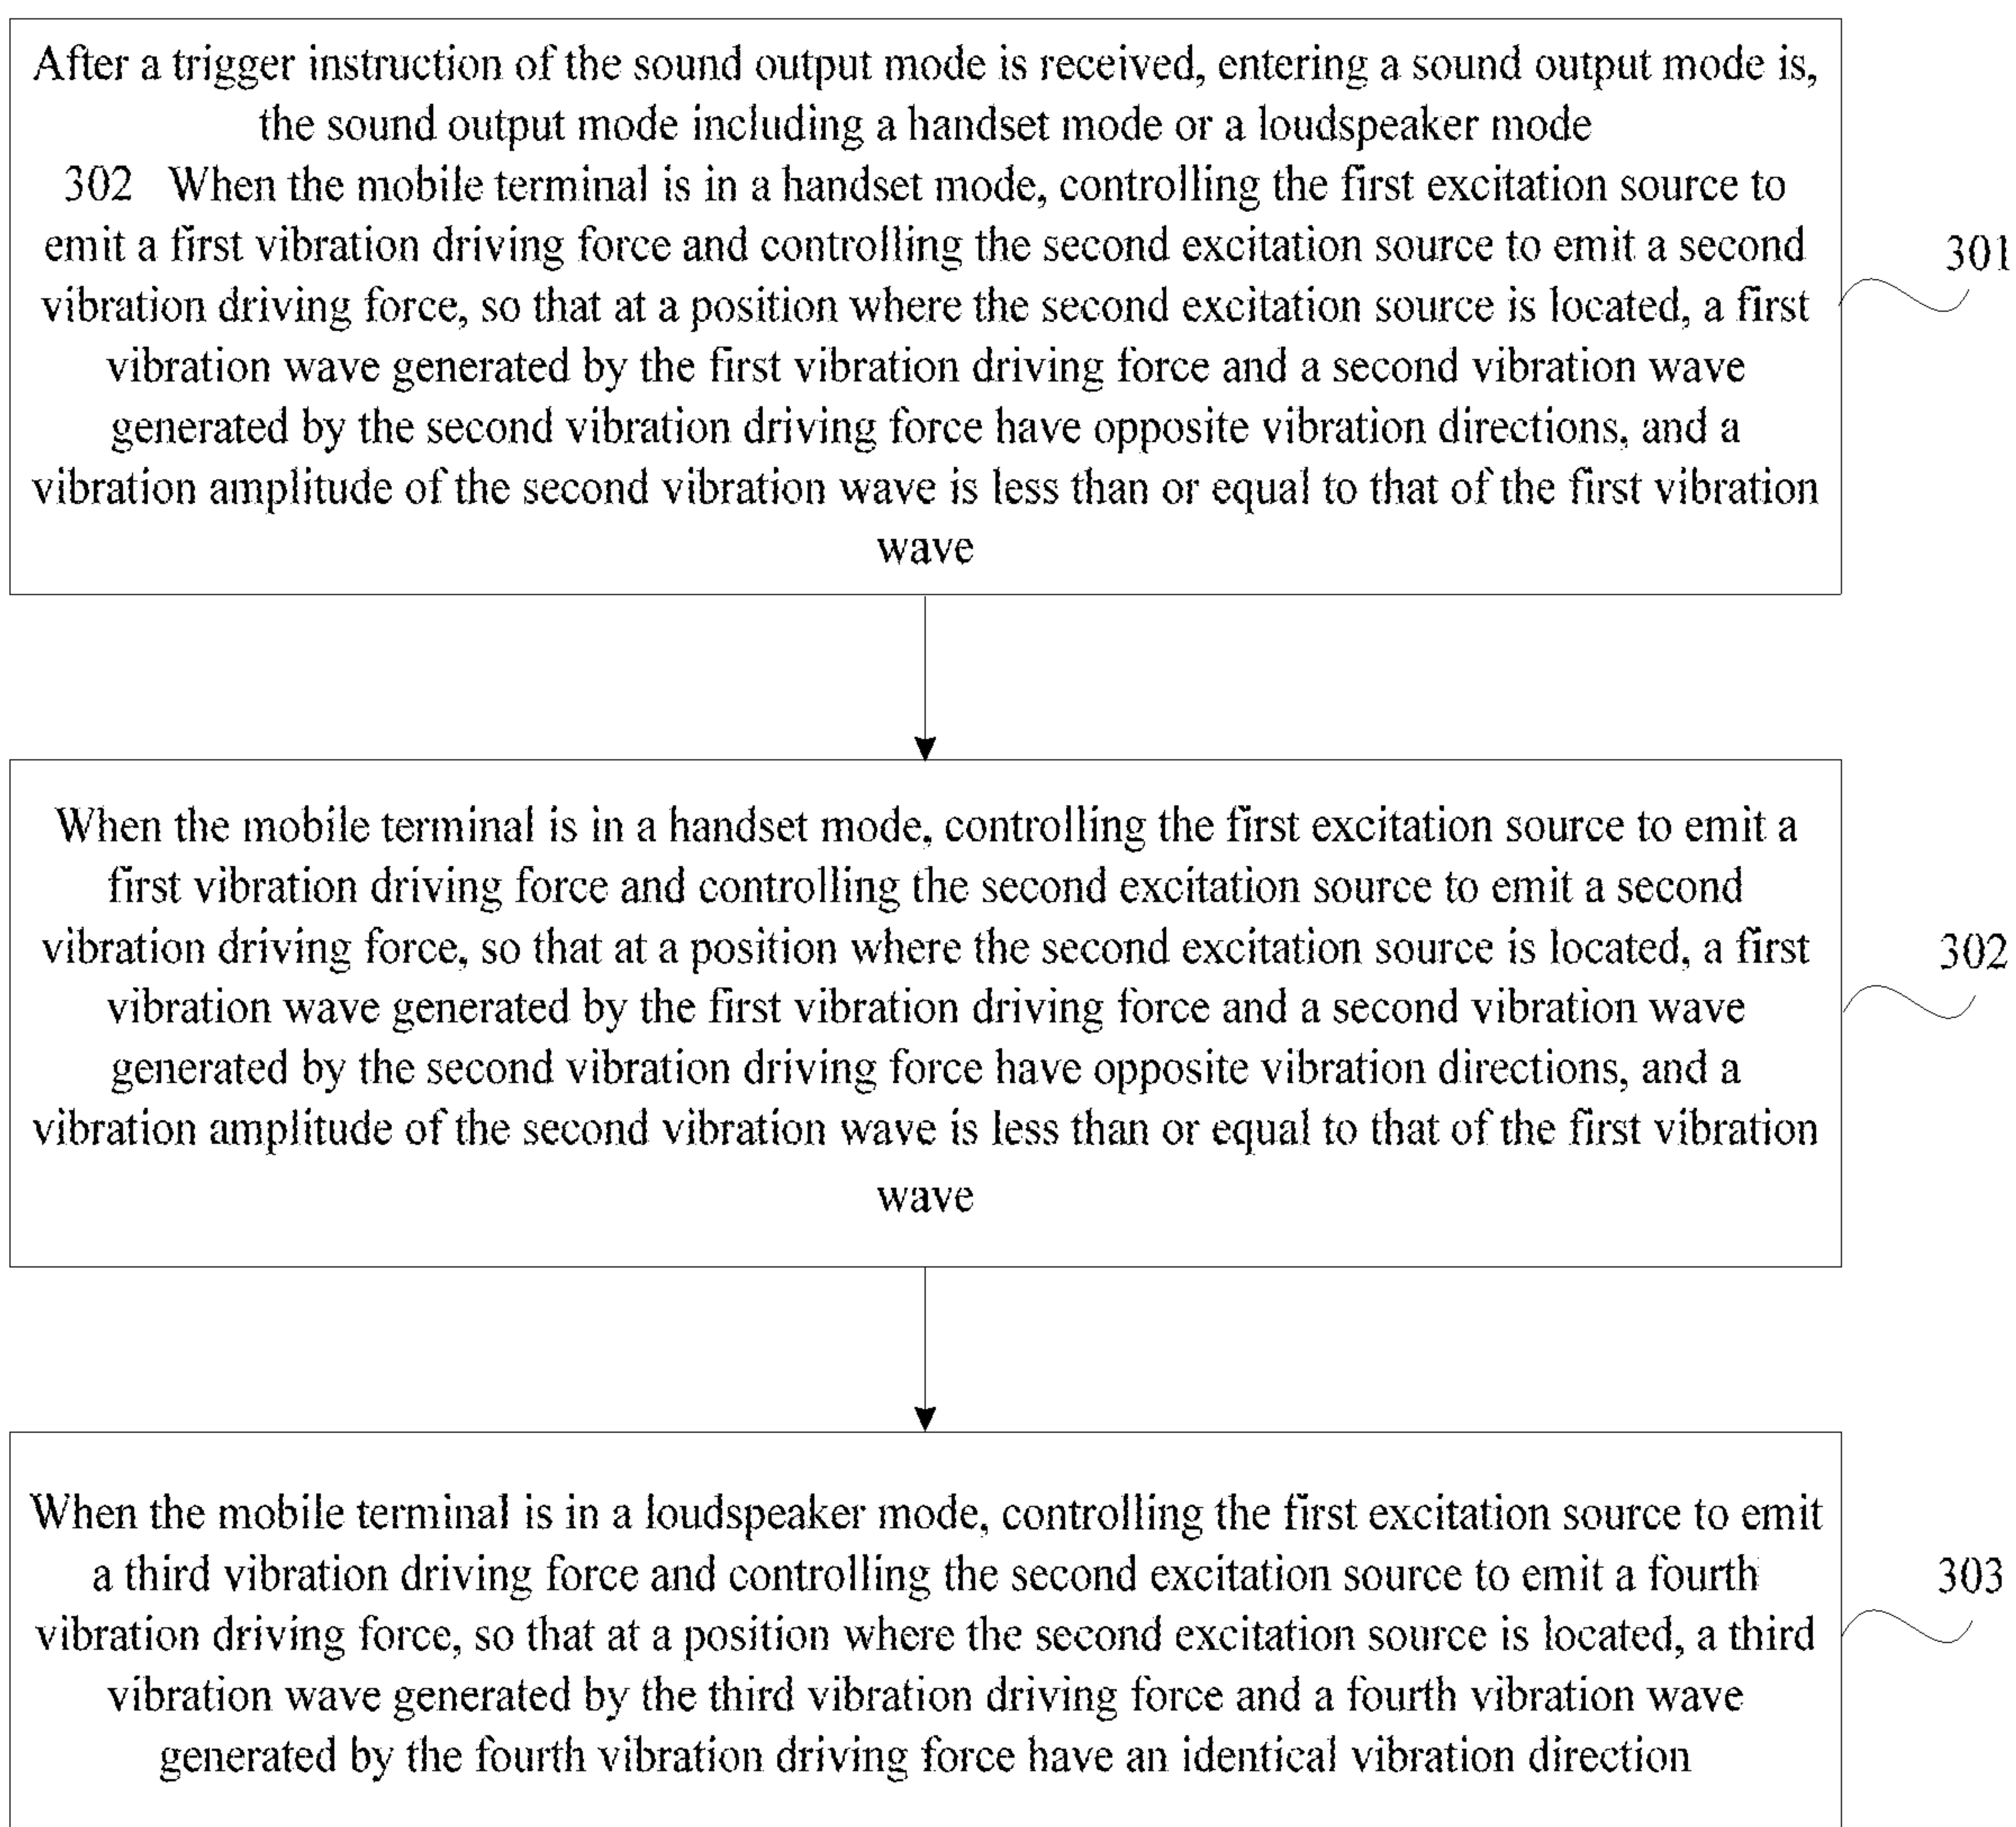 After a trigger instruction of the sound output mode is received, entering a sound output mode is,
the sound output mode including a handset mode or a loudspeaker mode
302 When the mobile terminal is in a handset mode, controlling the first excitation source to
emit a first vibration driving force and controlling the second excitation source to emit a second
vibration driving force, so that at a position where the second excitation source is located, a first
vibration wave generated by the first vibration driving force and a second vibration wave
generated by the second vibration driving force have opposite vibration directions, and a
vibration amplitude of the second vibration wave is less than or equal to that of the first vibration
wave
301
When the mobile terminal is in a handset mode, controlling the first excitation source to emit a
first vibration driving force and controlling the second excitation source to emit a second
vibration driving force, so that at a position where the second excitation source is located, a first
vibration wave generated by the first vibration driving force and a second vibration wave
generated by the second vibration driving force have opposite vibration directions, and a
vibration amplitude of the second vibration wave is less than or equal to that of the first vibration
wave
302
When the mobile terminal is in a loudspeaker mode, controlling the first excitation source to emit
a third vibration driving force and controlling the second excitation source to emit a fourth
vibration driving force, so that at a position where the second excitation source is located, a third
vibration wave generated by the third vibration driving force and a fourth vibration wave
generated by the fourth vibration driving force have an identical vibration direction
303